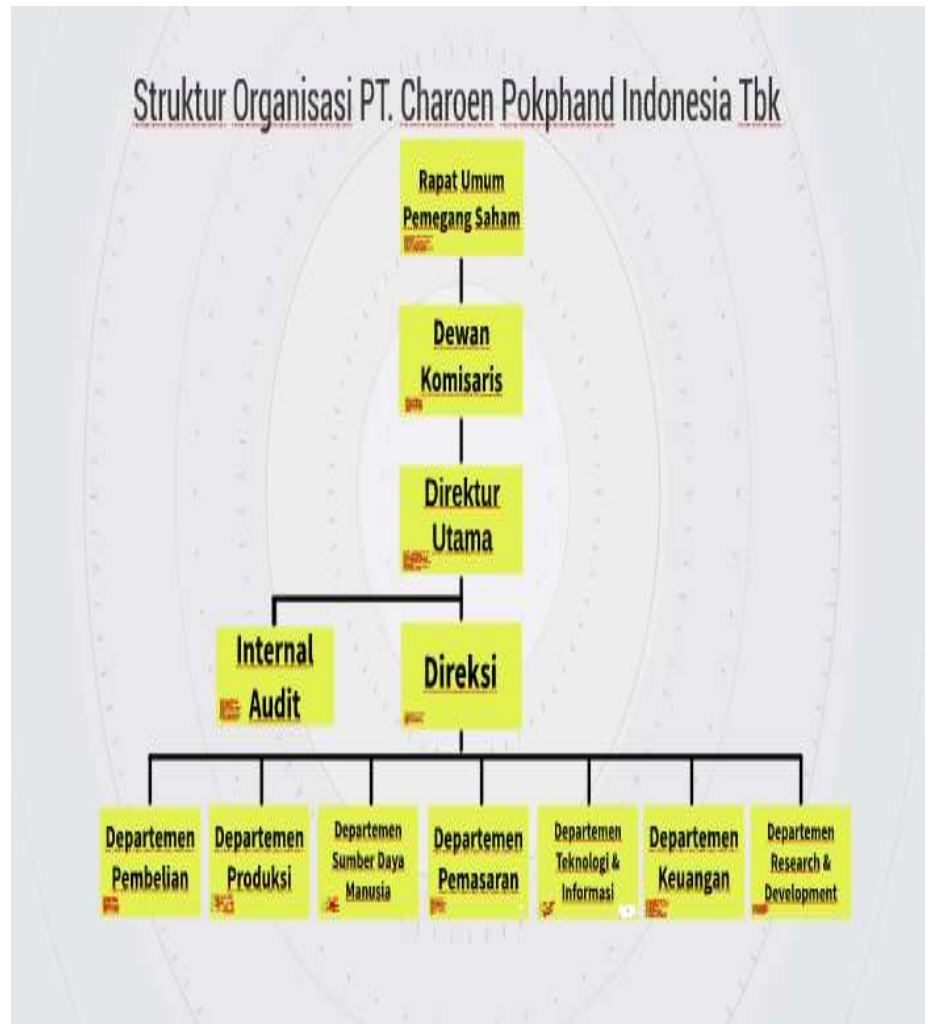 Struktur Organisasi PT. Charoen Pokphand Indonesia Tbk
Rapat Umum
Pemegang Saham
Dewan
Komisaris
Direktur
Utama
Internal
Audit
Direksi
Departemen
Pembelian
Departemen
Produksi
Departemen
Sumber Daya
Manusia
Departemen
Pemasaran
Departemen
Teknologi &
Informasi
Departemen
Keuangan
Departemen
Research &
Development